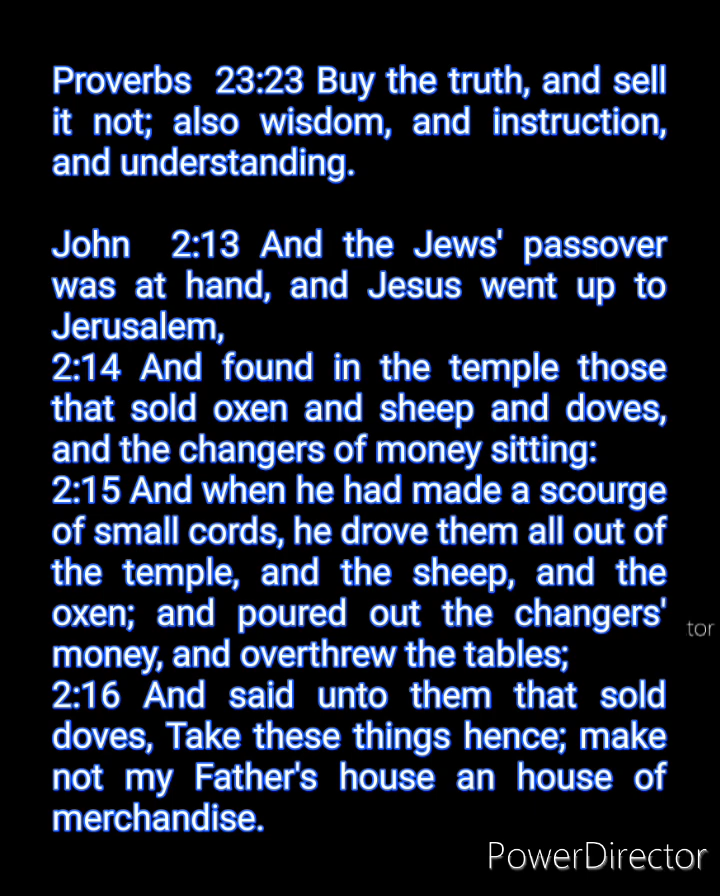 Proverbs 23:23 Buy the truth, and sell
it not; also wisdom, and instruction,
and understanding.
John 2:13 And the Jews' passover
was at hand, and Jesus went up to
Jerusalem,
2:14 And found in the temple those
that sold oxen and sheep and doves,
and the changers of money sitting:
2:15 And when he had made a scourge
of small cords, he drove them all out of
the temple, and the sheep, and the
oxen; and poured out the changers'
tor
money, and overthrew the tables;
2:16 And said unto them that sold
doves, Take these things hence; make
not my Father's house an house of
merchandise.
PowerDirector